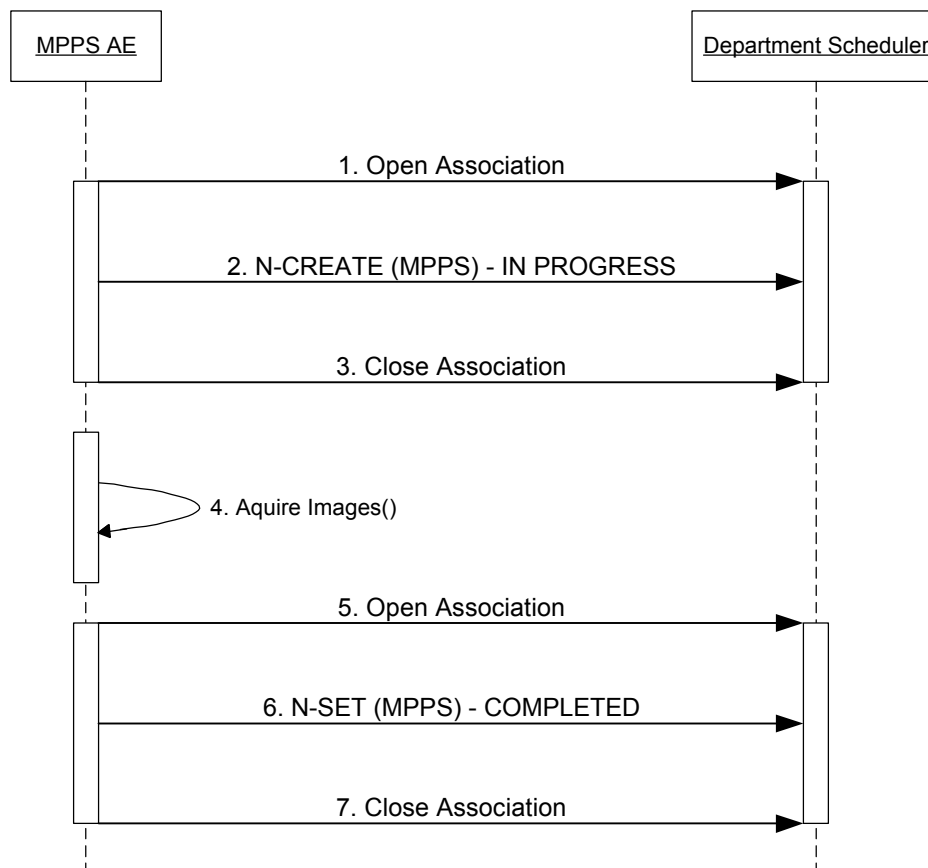 MPPS AE
Department Scheduler
1. Open Association
2. N-CREATE (MPPS) - IN PROGRESS
3. Close Association
4. Aquire Images()
5. Open Association
6. N-SET (MPPS) - COMPLETED
7. Close Association